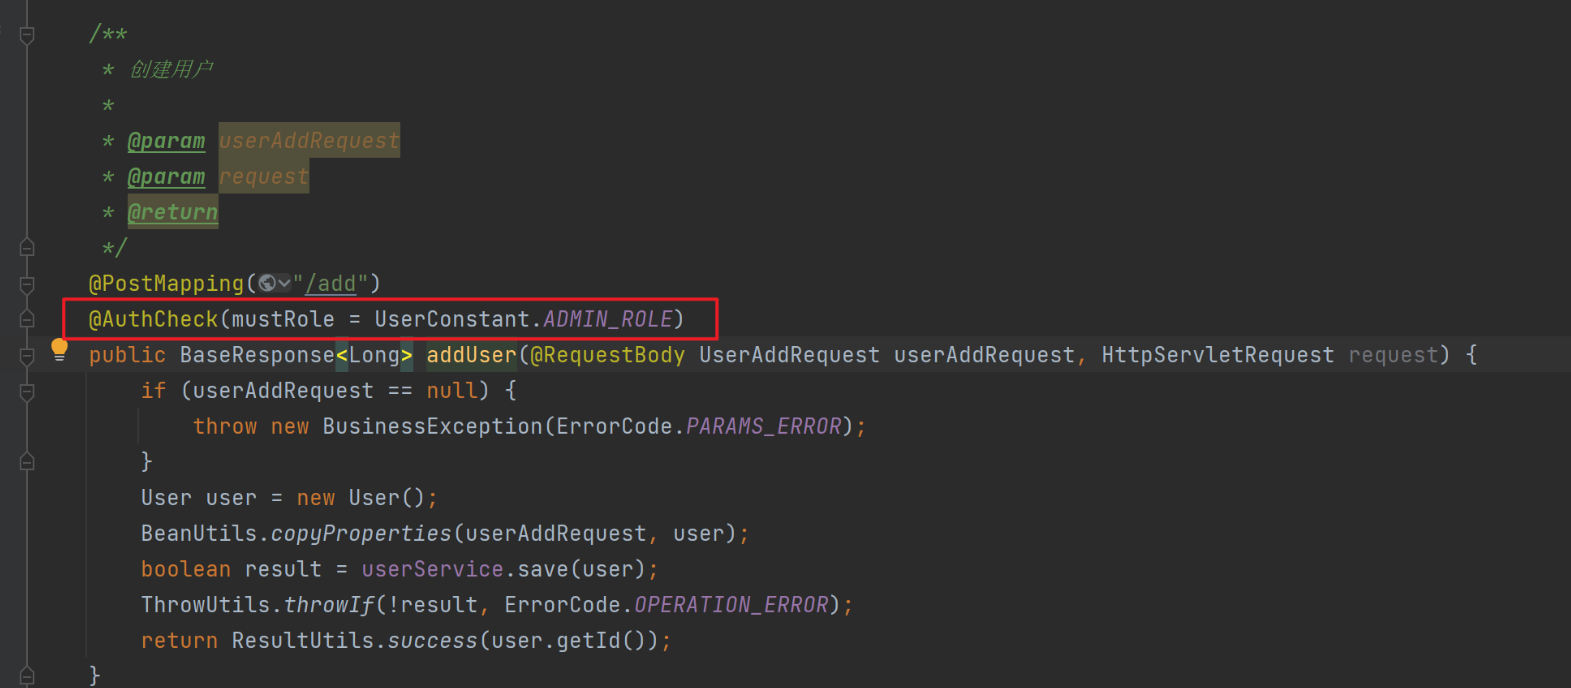 /**
 * 创建用户
 *
 * @param userAddRequest
 * @param request
 * @return
 */
@PostMapping("/add")
@AuthCheck(mustRole = UserConstant.ADMIN_ROLE)
public BaseResponse<Long> addUser(@RequestBody UserAddRequest userAddRequest, HttpServletRequest request) {
    if (userAddRequest == null) {
        throw new BusinessException(ErrorCode.PARAMS_ERROR);
    }
    User user = new User();
    BeanUtils.copyProperties(userAddRequest, user);
    boolean result = userService.save(user);
    ThrowUtils.throwIf(!result, ErrorCode.OPERATION_ERROR);
    return ResultUtils.success(user.getId());
}